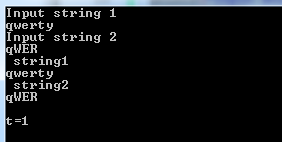 Input string 1
qwerty
Input string 2
qWER
string1
qwerty
string2
qWER
t=1